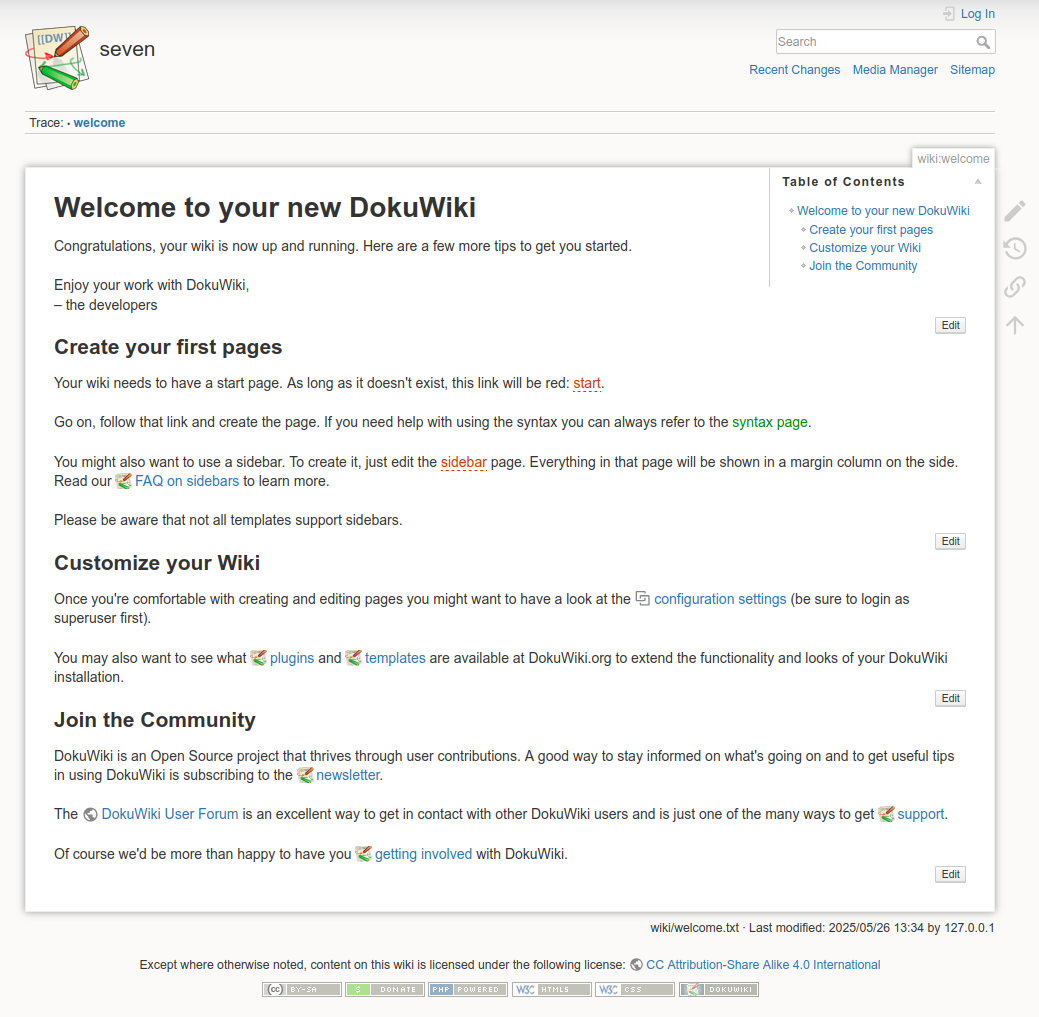 Log In
[[DW]]
seven
Search
Recent Changes Media Manager Sitemap
Trace: • welcome
wiki:welcome
Table of Contents
Welcome to your new DokuWiki
Create your first pages
Customize your Wiki
Join the Community
Welcome to your new DokuWiki
Congratulations, your wiki is now up and running. Here are a few more tips to get you started.
Enjoy your work with DokuWiki,
– the developers
Edit
Create your first pages
Your wiki needs to have a start page. As long as it doesn't exist, this link will be red: start.
Go on, follow that link and create the page. If you need help with using the syntax you can always refer to the syntax page.
You might also want to use a sidebar. To create it, just edit the sidebar page. Everything in that page will be shown in a margin column on the side.
Read our FAQ on sidebars to learn more.
Please be aware that not all templates support sidebars.
Edit
Customize your Wiki
Once you're comfortable with creating and editing pages you might want to have a look at the configuration settings (be sure to login as
superuser first).
You may also want to see what plugins and templates are available at DokuWiki.org to extend the functionality and looks of your DokuWiki
installation.
Edit
Join the Community
DokuWiki is an Open Source project that thrives through user contributions. A good way to stay informed on what's going on and to get useful tips
in using DokuWiki is subscribing to the newsletter.
The DokuWiki User Forum is an excellent way to get in contact with other DokuWiki users and is just one of the many ways to get support.
Of course we'd be more than happy to have you getting involved with DokuWiki.
Edit
wiki/welcome.txt · Last modified: 2025/05/26 13:34 by 127.0.0.1
Except where otherwise noted, content on this wiki is licensed under the following license: CC Attribution-Share Alike 4.0 International
cc BY-SA $ DONATE PHP POWERED W3C HTML5 W3C CSS DOKUWIKI